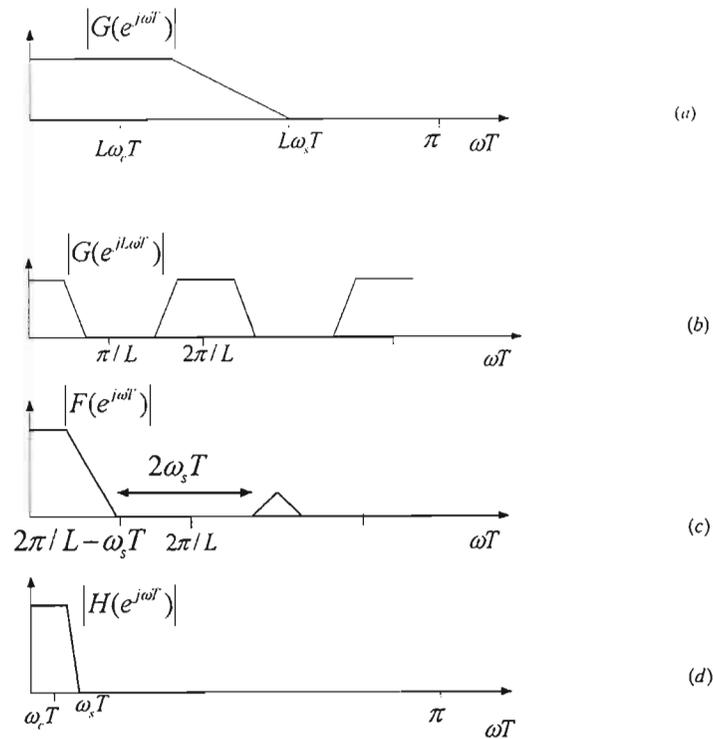 |G(e^{jωT})|
(a)
Lω_cT
Lω_sT
π
ωT
|G(e^{jLωT})|
(b)
π/L
2π/L
ωT
|F(e^{jωT})|
2ω_sT
(c)
2π/L−ω_sT
2π/L
ωT
|H(e^{jωT})|
(d)
ω_cT
ω_sT
π
ωT